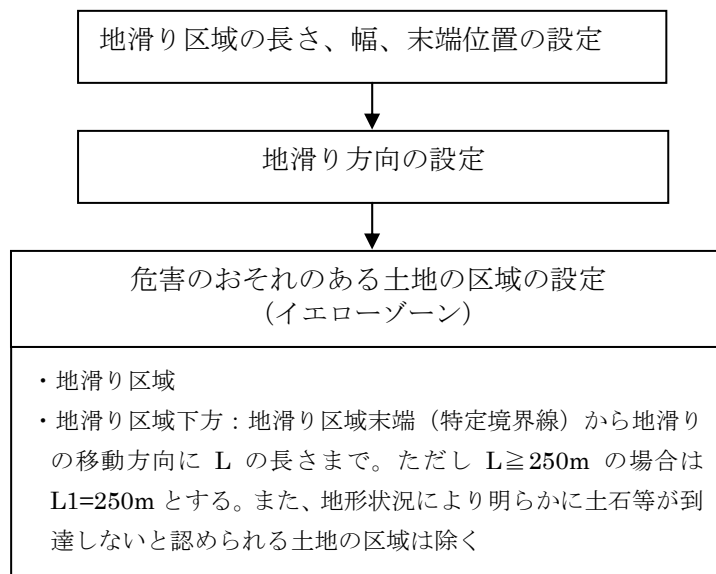 地滑り区域の長さ、幅、末端位置の設定
地滑り方向の設定
危害のおそれのある土地の区域の設定
（イエローゾーン）
・地滑り区域
・地滑り区域下方：地滑り区域末端（特定境界線）から地滑り
の移動方向に L の長さまで。ただし L≧250m の場合は
L1=250m とする。また、地形状況により明らかに土石等が到
達しないと認められる土地の区域は除く